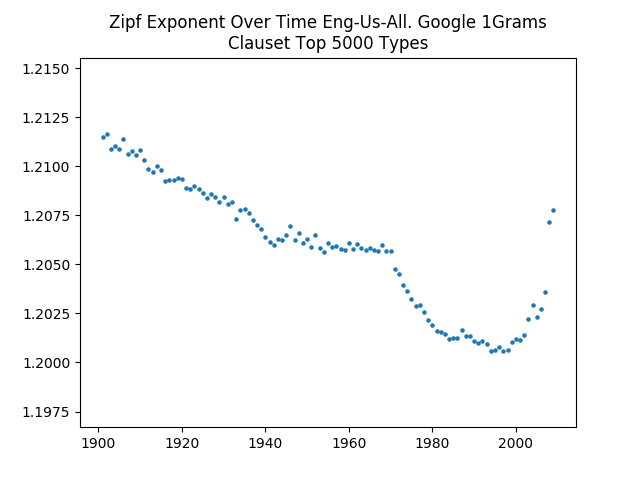 Zipf Exponent Over Time Eng-Us-All. Google 1Grams
Clauset Top 5000 Types
1.2150
1.2125
1.2100
1.2075
1.2050
1.2025
1.2000
1.1975
1900 1920 1940 1960 1980 2000